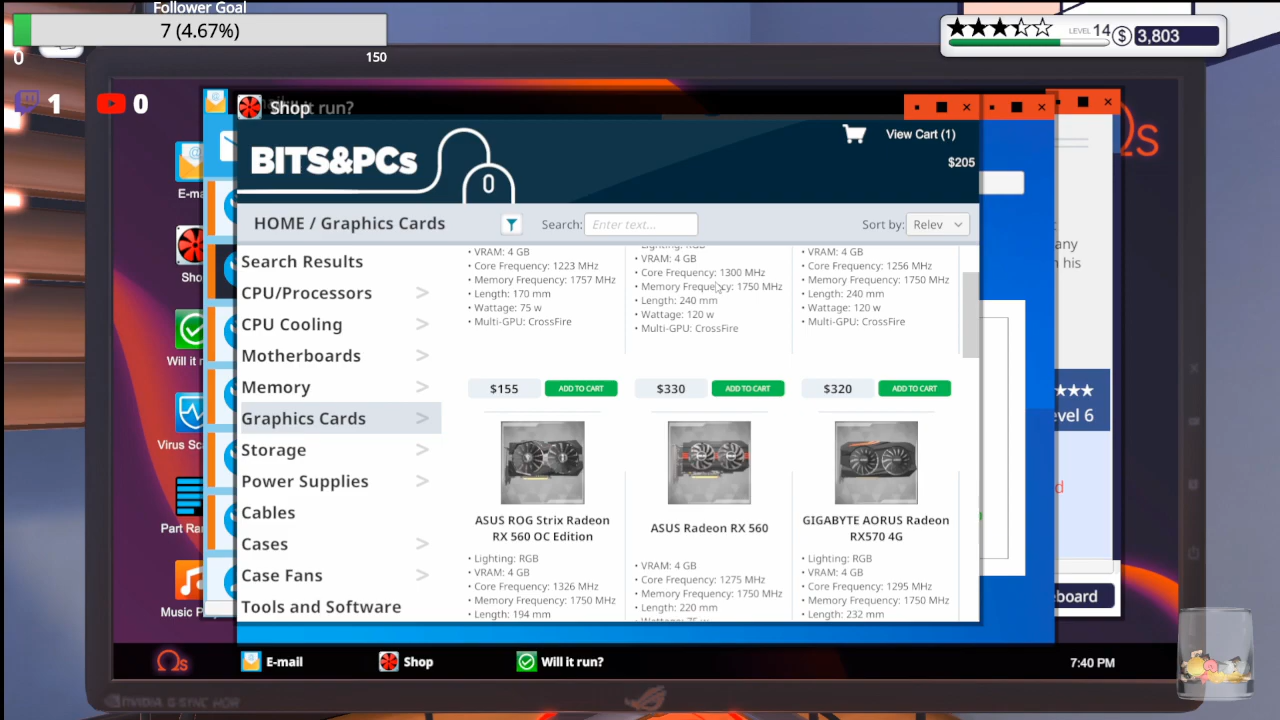 Follower Goal
7 (4.67%)
0
150
LEVEL 14
$ 3,803
1
0
Shop
run?
BITS&PCs
0
View Cart (1)
$205
HOME / Graphics Cards
Search:
Enter text...
Sort by:
Relev
E-ma
Sho
Will it r
Virus Sc
Part Ra
Music P
Search Results
CPU/Processors >
CPU Cooling >
Motherboards >
Memory >
Graphics Cards >
Storage >
Power Supplies >
Cables
Cases >
Case Fans >
Tools and Software
• VRAM: 4 GB
• Core Frequency: 1223 MHz
• Memory Frequency: 1757 MHz
• Length: 170 mm
• Wattage: 75 w
• Multi-GPU: CrossFire
$155
ADD TO CART
• VRAM: 4 GB
• Core Frequency: 1300 MHz
• Memory Frequency: 1750 MHz
• Length: 240 mm
• Wattage: 120 w
• Multi-GPU: CrossFire
$330
ADD TO CART
• VRAM: 4 GB
• Core Frequency: 1256 MHz
• Memory Frequency: 1750 MHz
• Length: 240 mm
• Wattage: 120 w
• Multi-GPU: CrossFire
$320
ADD TO CART
ASUS ROG Strix Radeon
RX 560 OC Edition
• Lighting: RGB
• VRAM: 4 GB
• Core Frequency: 1326 MHz
• Memory Frequency: 1750 MHz
• Length: 194 mm
ASUS Radeon RX 560
• VRAM: 4 GB
• Core Frequency: 1275 MHz
• Memory Frequency: 1750 MHz
• Length: 220 mm
GIGABYTE AORUS Radeon
RX570 4G
• Lighting: RGB
• VRAM: 4 GB
• Core Frequency: 1295 MHz
• Memory Frequency: 1750 MHz
• Length: 232 mm
any
his
evel 6
d
board
Ωs
E-mail
Shop
Will it run?
7:40 PM
NVIDIA G-SYNC HDR